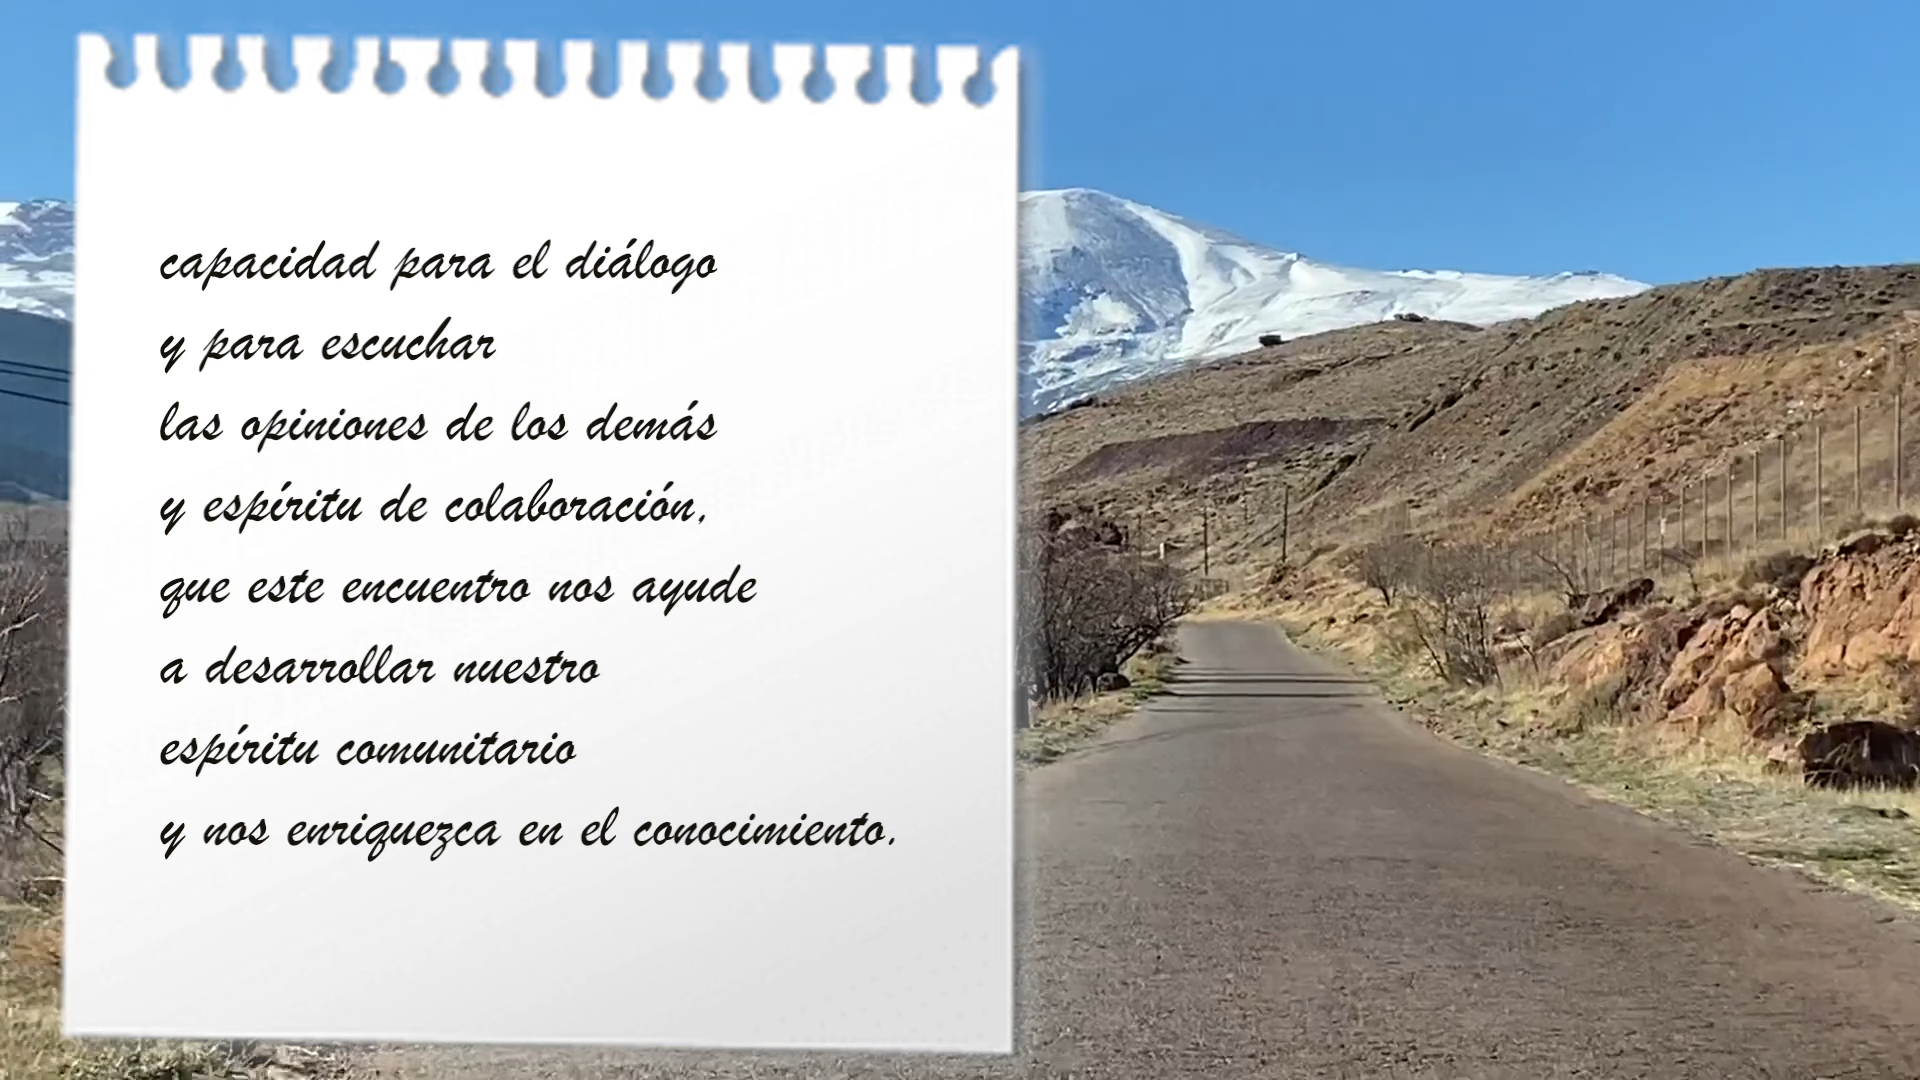 capacidad para el diálogo
y para escuchar
las opiniones de los demás
y espíritu de colaboración,
que este encuentro nos ayude
a desarrollar nuestro
espíritu comunitario
y nos enriquezca en el conocimiento.